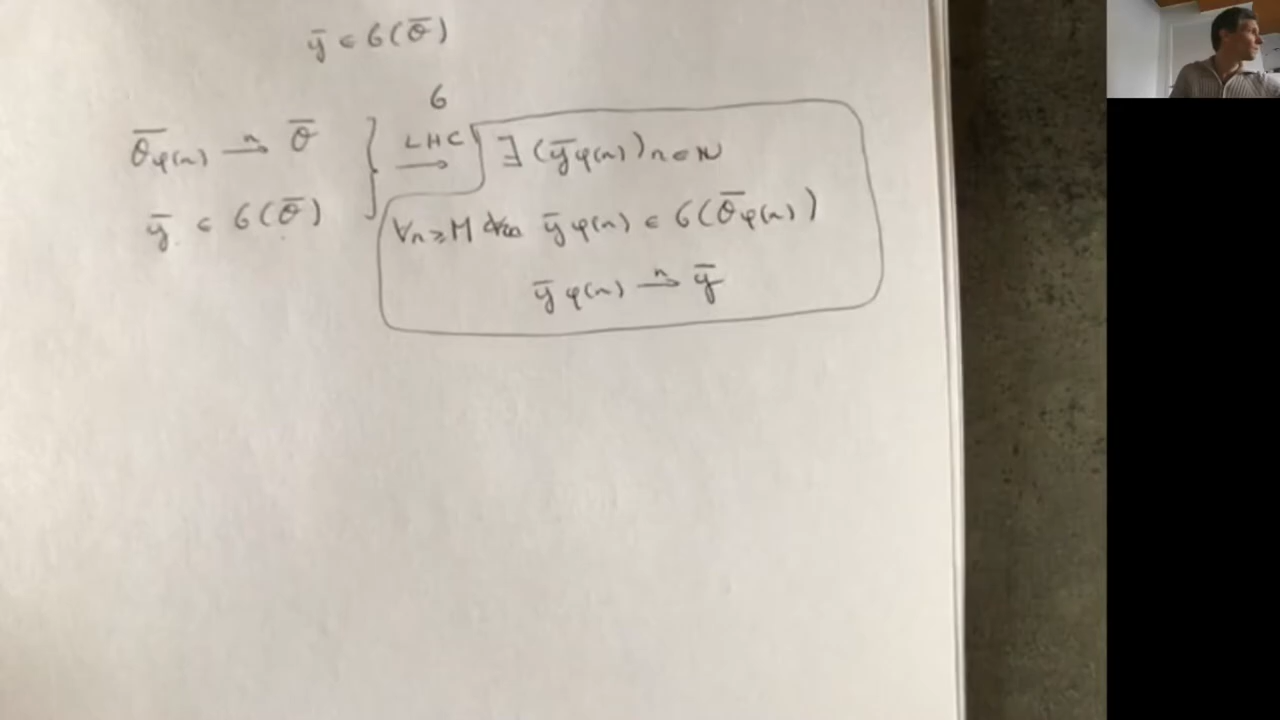 ȳ ∈ G(θ̄)
G
θ̄φ(n) →ⁿ θ̄ } LHC → ∃ (ȳφ(n))n∈N
ȳ ∈ G(θ̄) ∀n≥M ȳφ(n) ∈ G(θ̄φ(n))
ȳφ(n) →ⁿ ȳ